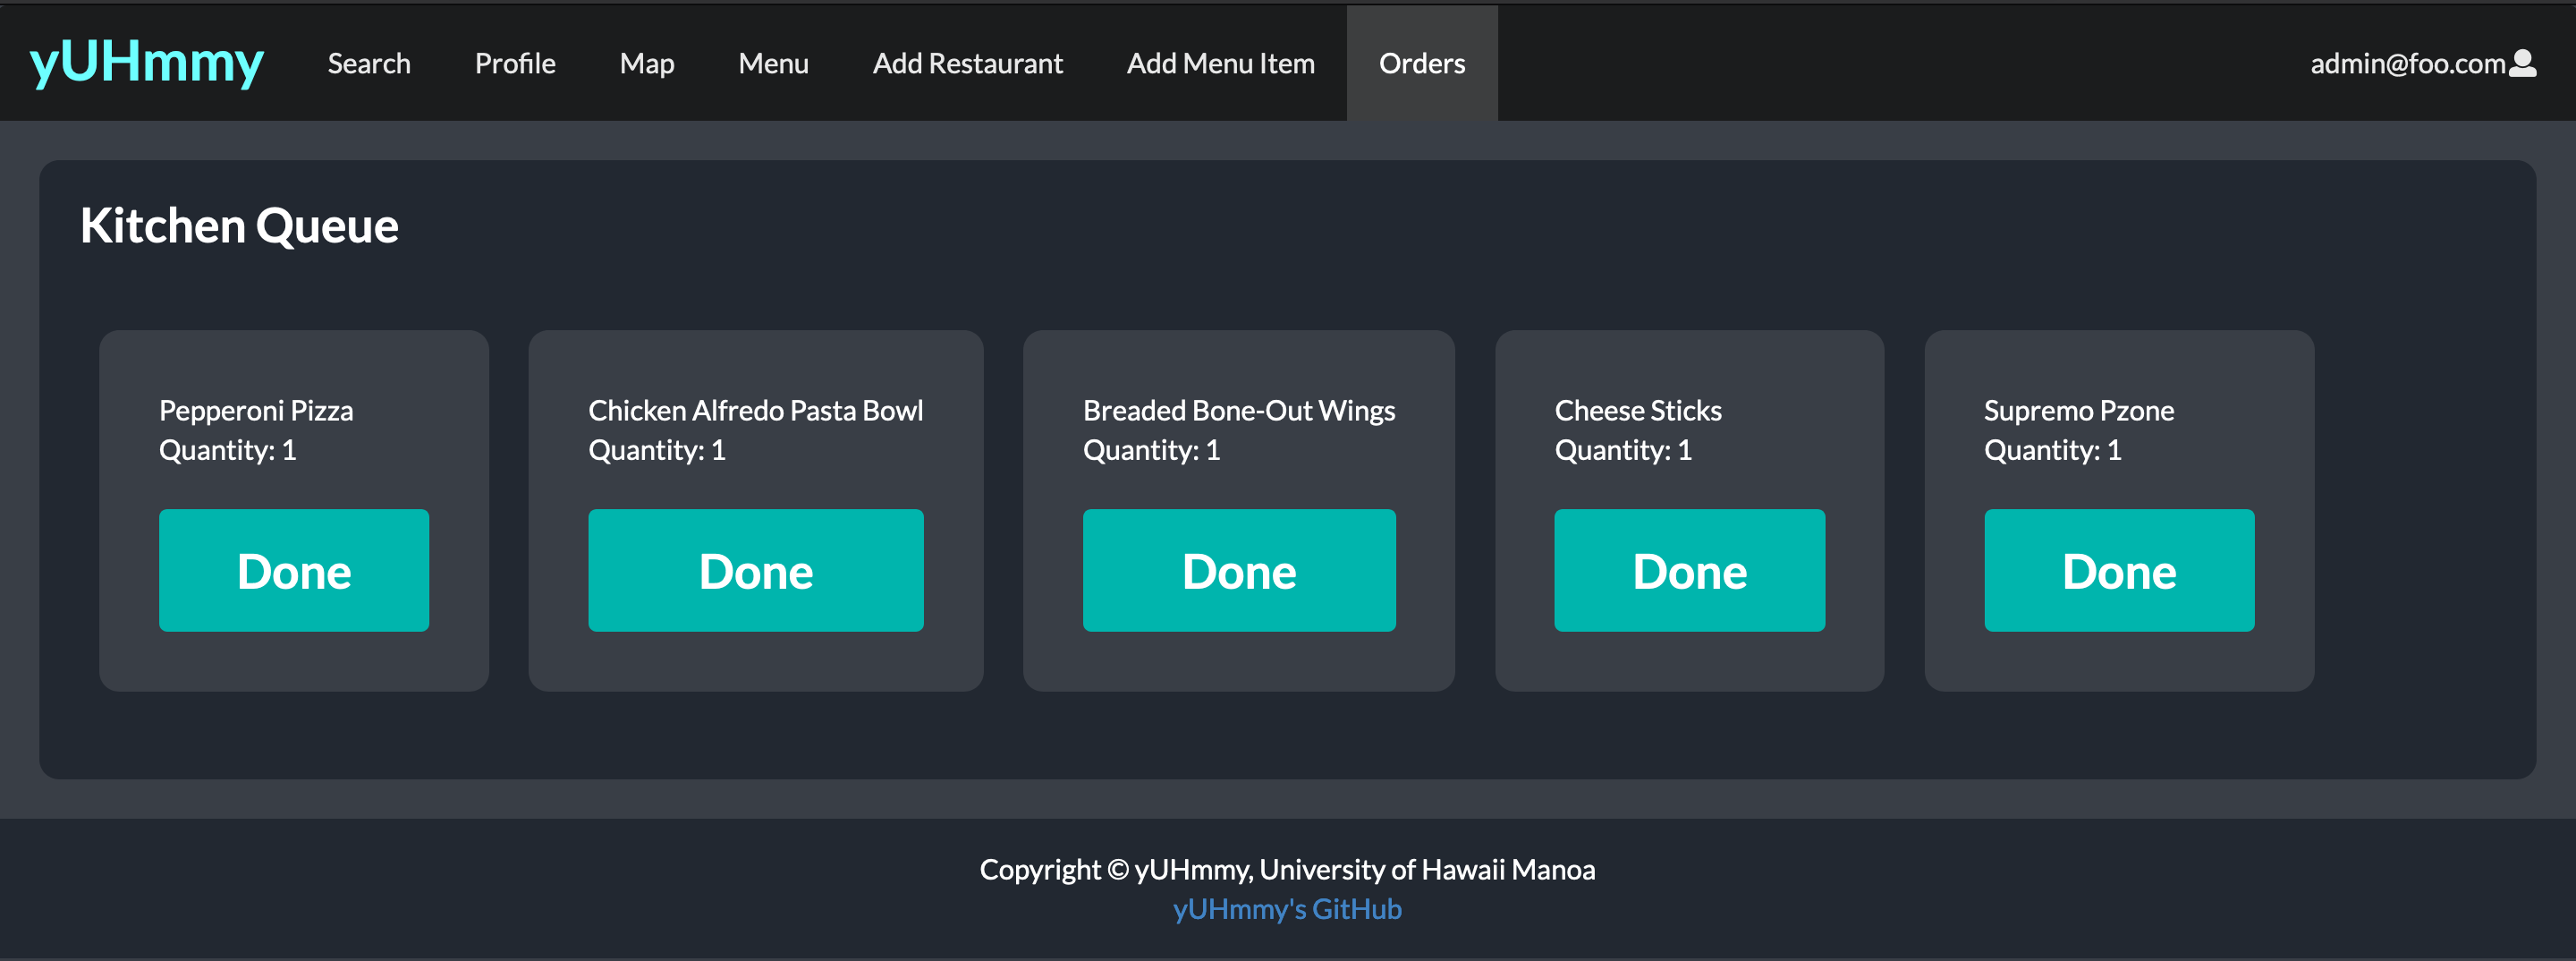 yUHmmy Search Profile Map Menu Add Restaurant Add Menu Item Orders admin@foo.com
Kitchen Queue
Pepperoni Pizza
Quantity: 1
Done
Chicken Alfredo Pasta Bowl
Quantity: 1
Done
Breaded Bone-Out Wings
Quantity: 1
Done
Cheese Sticks
Quantity: 1
Done
Supremo Pzone
Quantity: 1
Done
Copyright © yUHmmy, University of Hawaii Manoa
yUHmmy's GitHub